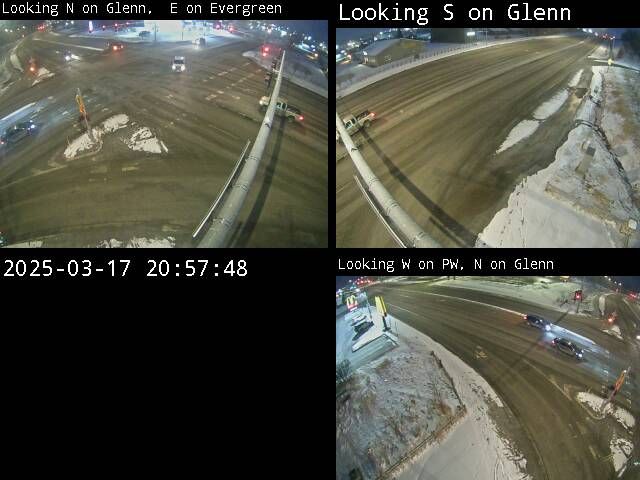 Looking N on Glenn,  E on Evergreen
Looking S on Glenn
2025-03-17 20:57:48
Looking W on PW, N on Glenn